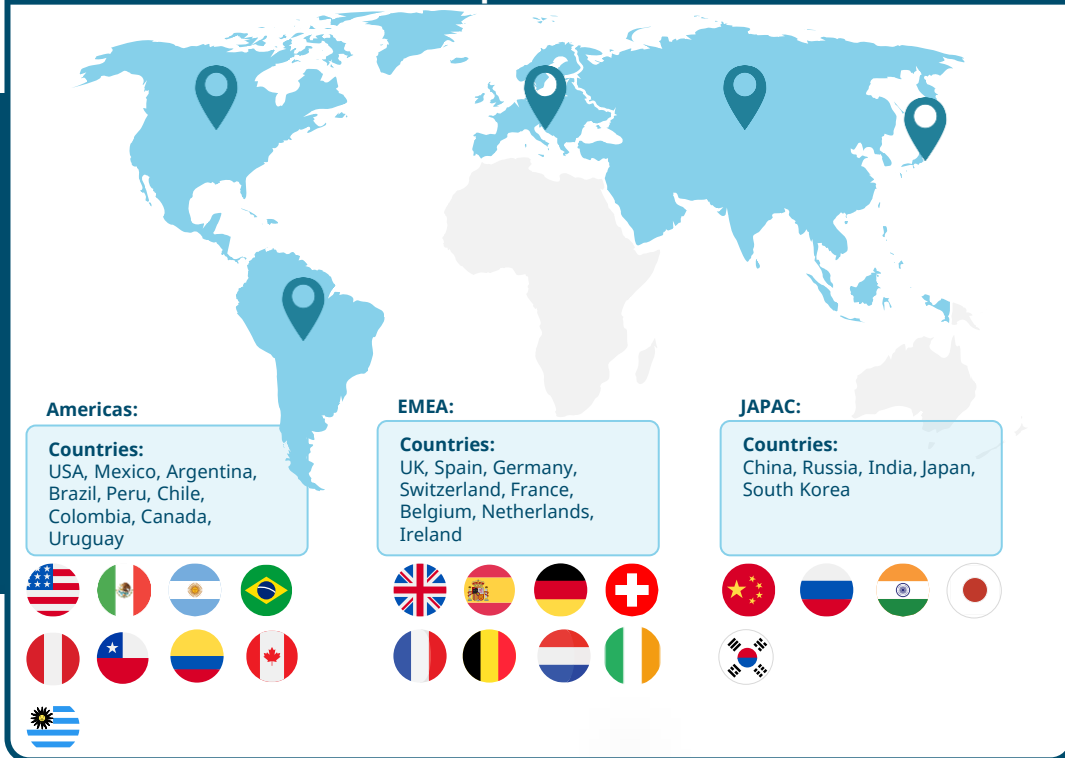 Americas:
Countries:
USA, Mexico, Argentina,
Brazil, Peru, Chile,
Colombia, Canada,
Uruguay
EMEA:
Countries:
UK, Spain, Germany,
Switzerland, France,
Belgium, Netherlands,
Ireland
JAPAC:
Countries:
China, Russia, India, Japan,
South Korea